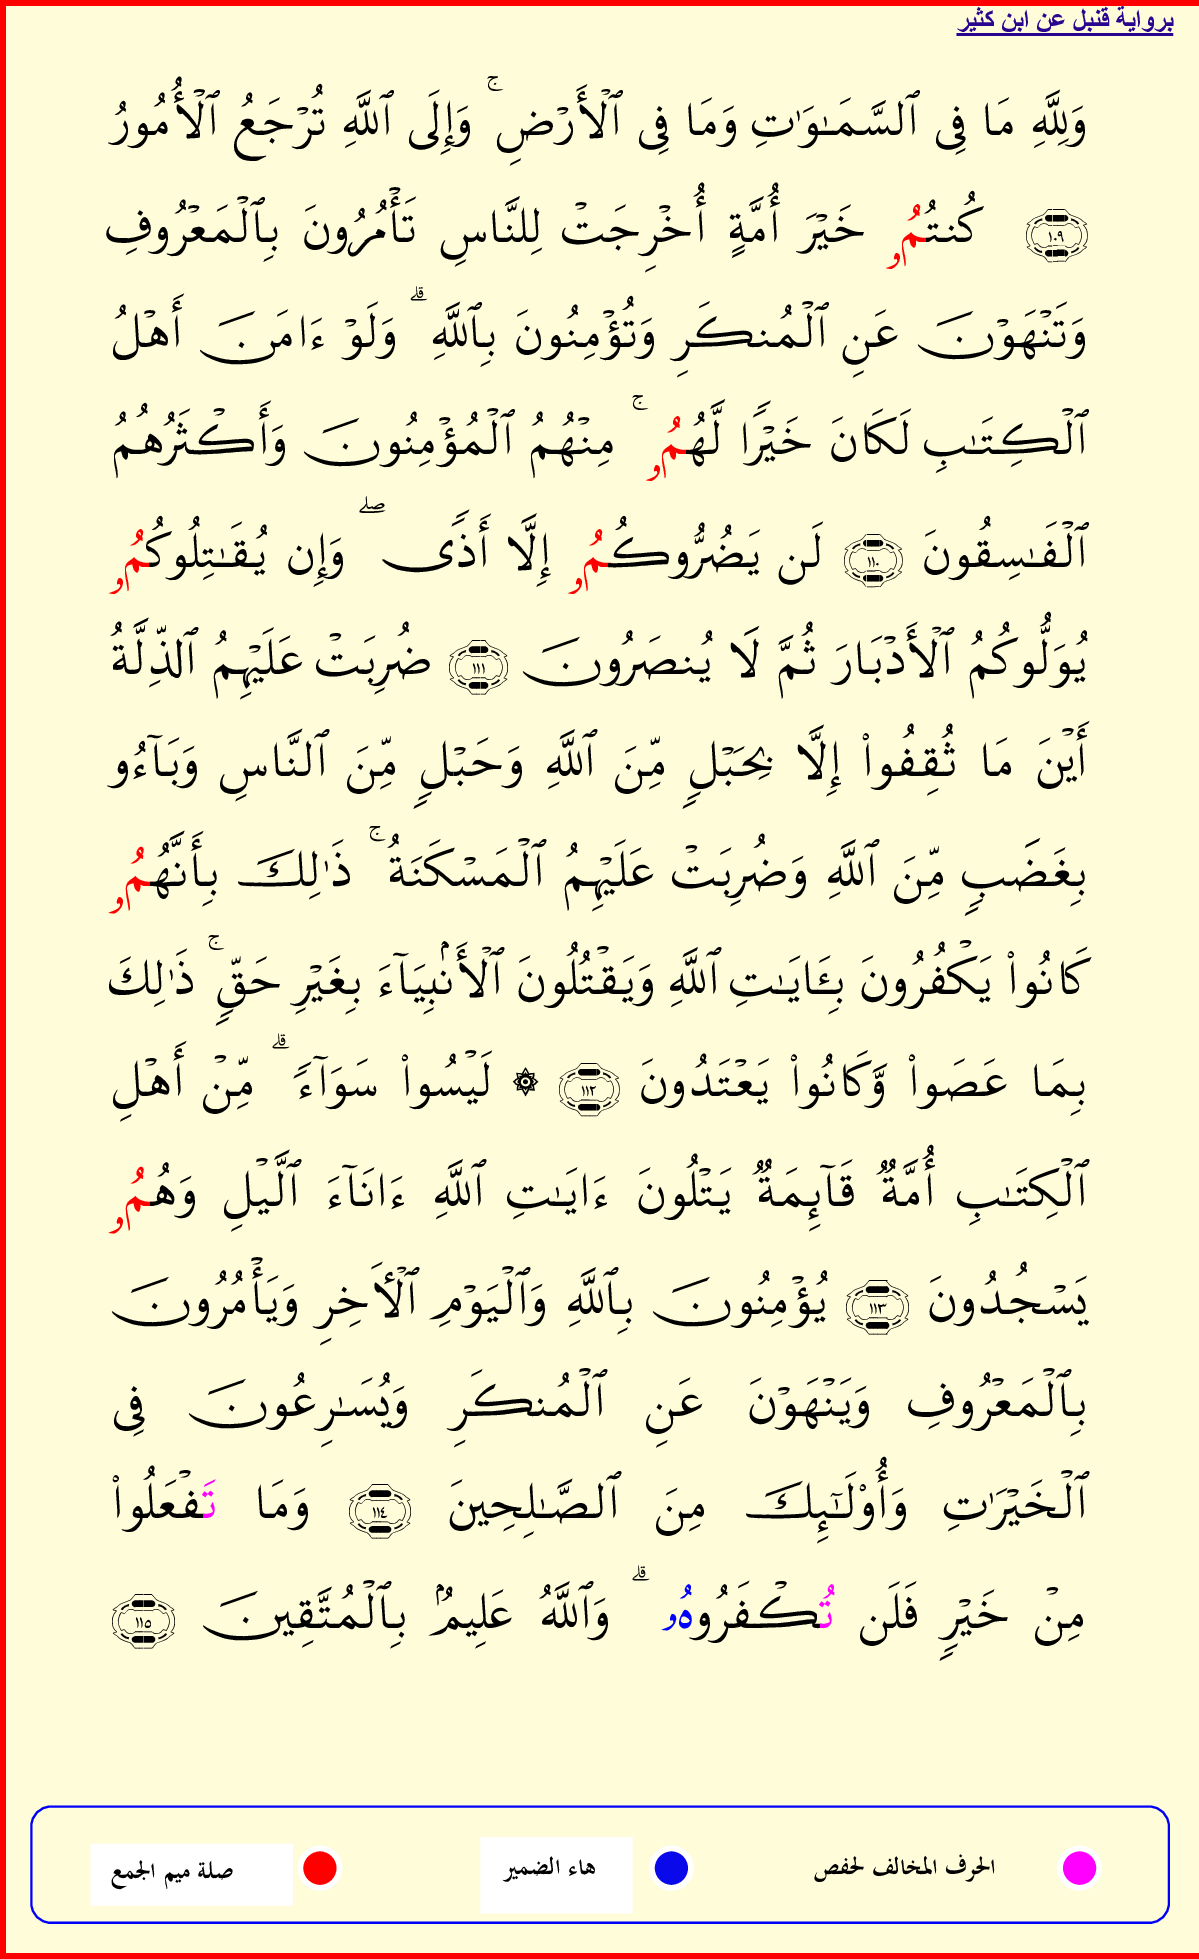 برواية قنبل عن ابن كثير
وَلِلَّهِ مَا فِى ٱلسَّمَـٰوَٰتِ وَمَا فِى ٱلْأَرْضِ ۚ وَإِلَى ٱللَّهِ تُرْجَعُ ٱلْأُمُورُ
١٠٩ كُنتُمُۥ خَيْرَ أُمَّةٍ أُخْرِجَتْ لِلنَّاسِ تَأْمُرُونَ بِٱلْمَعْرُوفِ
وَتَنْهَوْنَ عَنِ ٱلْمُنكَرِ وَتُؤْمِنُونَ بِٱللَّهِ ۗ وَلَوْ ءَامَنَ أَهْلُ
ٱلْكِتَـٰبِ لَكَانَ خَيْرًا لَّهُمُۥ ۚ مِنْهُمُ ٱلْمُؤْمِنُونَ وَأَكْثَرُهُمُ
ٱلْفَـٰسِقُونَ ١١٠ لَن يَضُرُّوكُمُۥ إِلَّا أَذًى ۖ وَإِن يُقَـٰتِلُوكُمُۥ
يُوَلُّوكُمُ ٱلْأَدْبَارَ ثُمَّ لَا يُنصَرُونَ ١١١ ضُرِبَتْ عَلَيْهِمُ ٱلذِّلَّةُ
أَيْنَ مَا ثُقِفُوا۟ إِلَّا بِحَبْلٍ مِّنَ ٱللَّهِ وَحَبْلٍ مِّنَ ٱلنَّاسِ وَبَآءُو
بِغَضَبٍ مِّنَ ٱللَّهِ وَضُرِبَتْ عَلَيْهِمُ ٱلْمَسْكَنَةُ ۚ ذَٰلِكَ بِأَنَّهُمُۥ
كَانُوا۟ يَكْفُرُونَ بِـَٔايَـٰتِ ٱللَّهِ وَيَقْتُلُونَ ٱلْأَنۢبِيَآءَ بِغَيْرِ حَقٍّ ۚ ذَٰلِكَ
بِمَا عَصَوا۟ وَّكَانُوا۟ يَعْتَدُونَ ١١٢ ۞ لَيْسُوا۟ سَوَآءً ۗ مِّنْ أَهْلِ
ٱلْكِتَـٰبِ أُمَّةٌ قَآئِمَةٌ يَتْلُونَ ءَايَـٰتِ ٱللَّهِ ءَانَآءَ ٱلَّيْلِ وَهُمُۥ
يَسْجُدُونَ ١١٣ يُؤْمِنُونَ بِٱللَّهِ وَٱلْيَوْمِ ٱلْـَٔاخِرِ وَيَأْمُرُونَ
بِٱلْمَعْرُوفِ وَيَنْهَوْنَ عَنِ ٱلْمُنكَرِ وَيُسَـٰرِعُونَ فِى
ٱلْخَيْرَٰتِ وَأُو۟لَـٰٓئِكَ مِنَ ٱلصَّـٰلِحِينَ ١١٤ وَمَا تَفْعَلُوا۟
مِنْ خَيْرٍ فَلَن تُكْفَرُوهُۥ ۗ وَٱللَّهُ عَلِيمٌۢ بِٱلْمُتَّقِينَ ١١٥
الحرف المخالف لحفص هاء الضمير صلة ميم الجمع